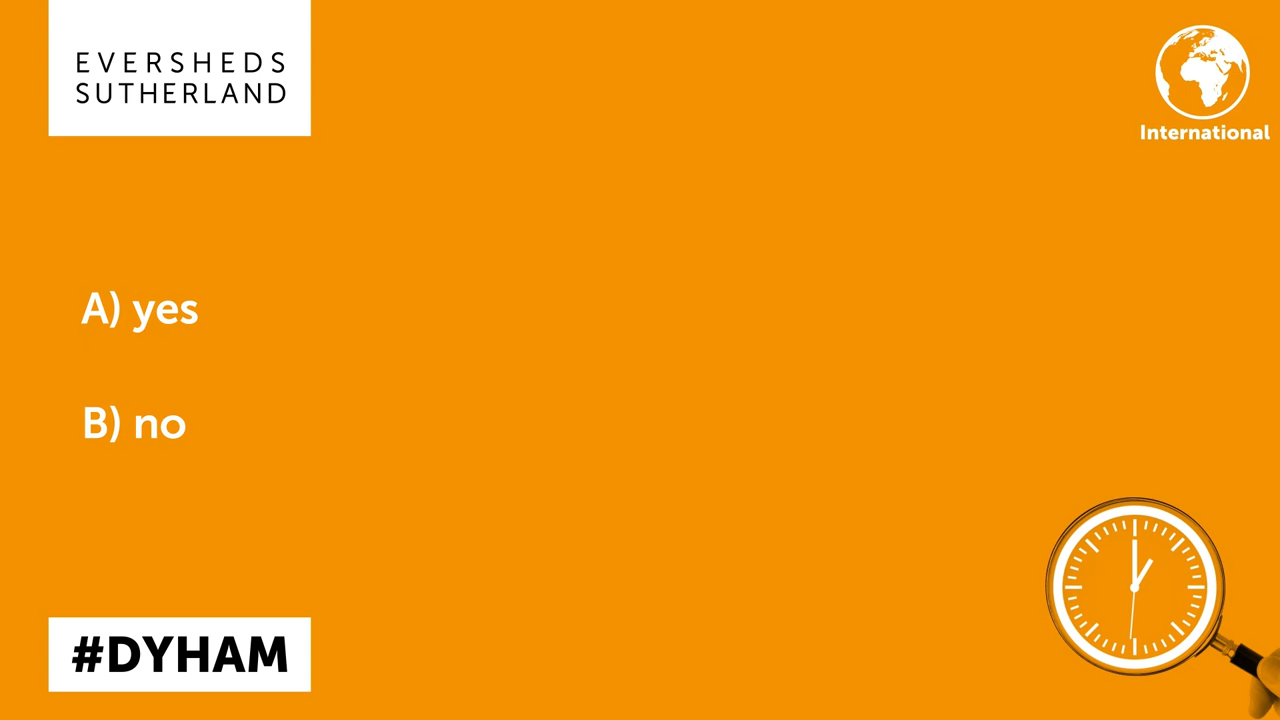 EVERSHEDS
SUTHERLAND
International
A) yes
B) no
#DYHAM